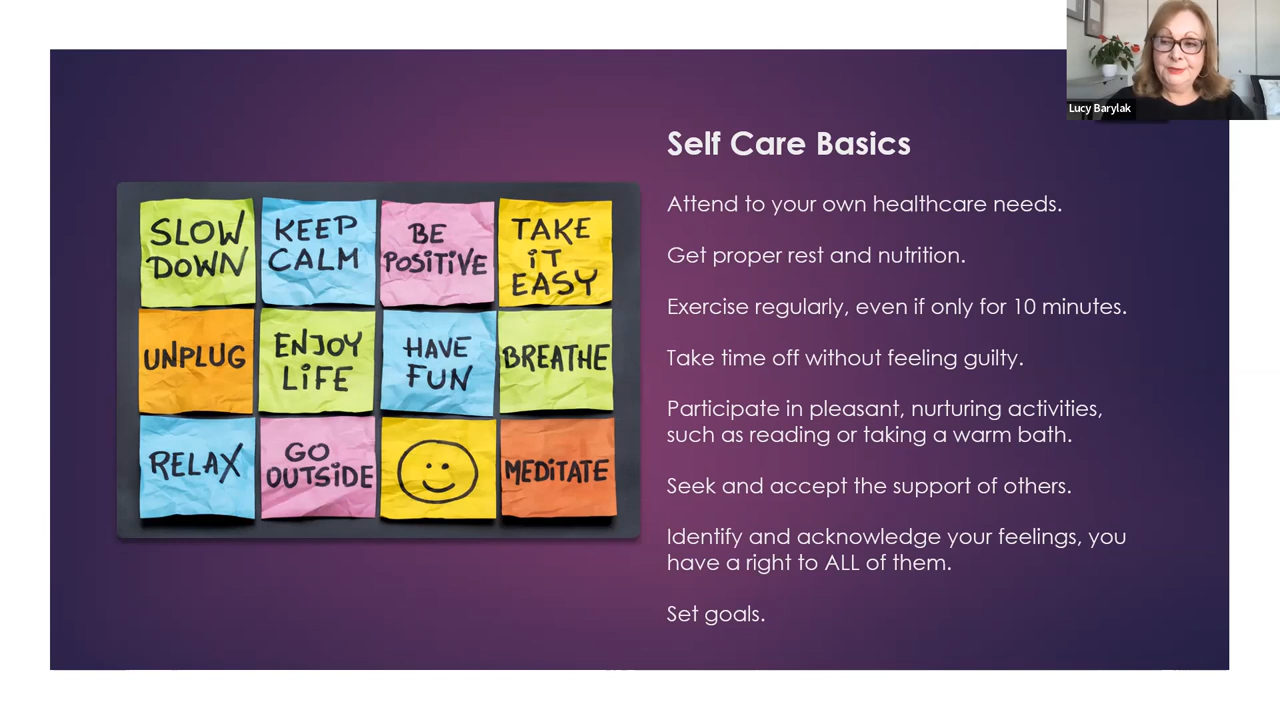 Lucy Barylak
Self Care Basics
Attend to your own healthcare needs.
Get proper rest and nutrition.
Exercise regularly, even if only for 10 minutes.
Take time off without feeling guilty.
Participate in pleasant, nurturing activities,
such as reading or taking a warm bath.
Seek and accept the support of others.
Identify and acknowledge your feelings, you
have a right to ALL of them.
Set goals.
SLOW
DOWN
KEEP
CALM
BE
POSITIVE
TAKE
IT
EASY
UNPLUG
ENJOY
LIFE
HAVE
FUN
BREATHE
RELAX
GO
OUTSIDE
MEDITATE